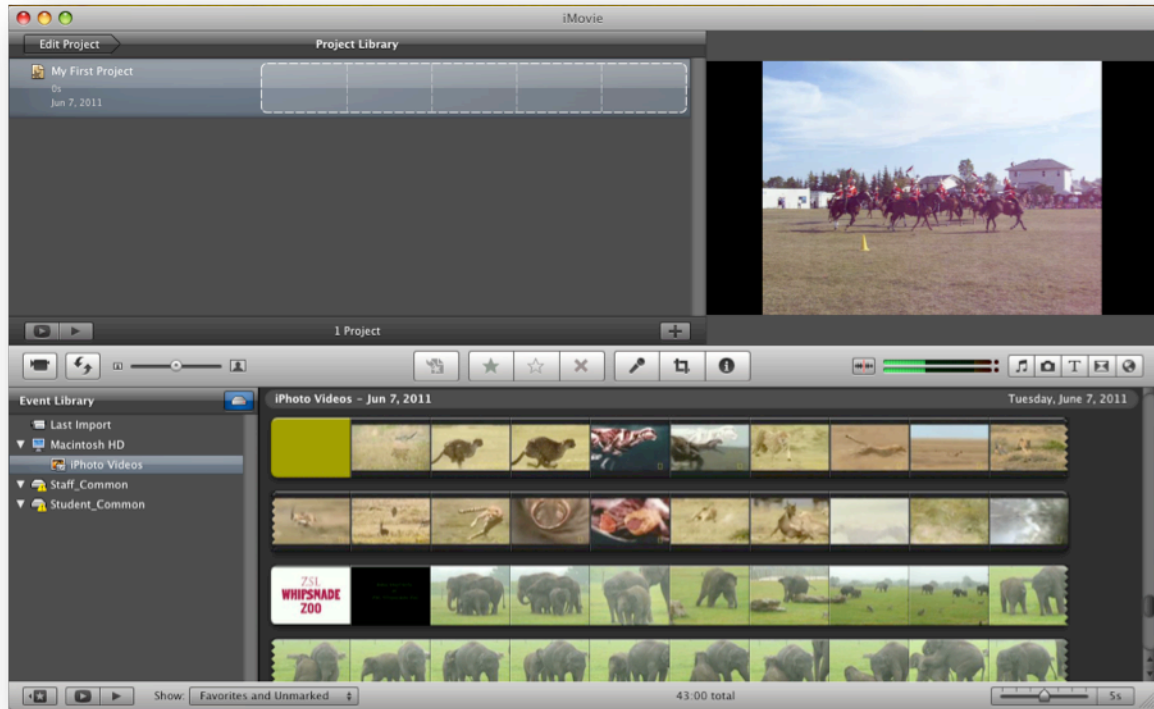 iMovie
Edit Project
Project Library
My First Project
0s
Jun 7, 2011
1 Project
T
Event Library
iPhoto Videos – Jun 7, 2011
Tuesday, June 7, 2011
Last Import
Macintosh HD
iPhoto Videos
Staff_Common
Student_Common
ZSL
WHIPSNADE
ZOO
Show: Favorites and Unmarked
43:00 total
5s